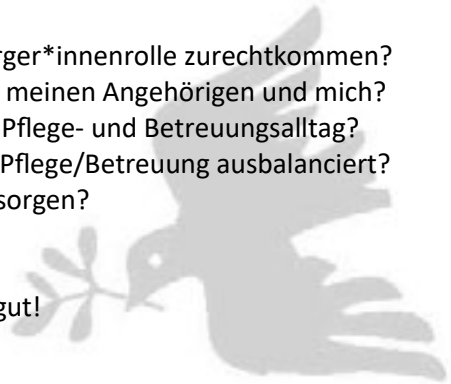 rger*innenrolle zurechtkommen?
meinen Angehörigen und mich?
Pflege- und Betreuungsalltag?
Pflege/Betreuung ausbalanciert?
sorgen?
gut!